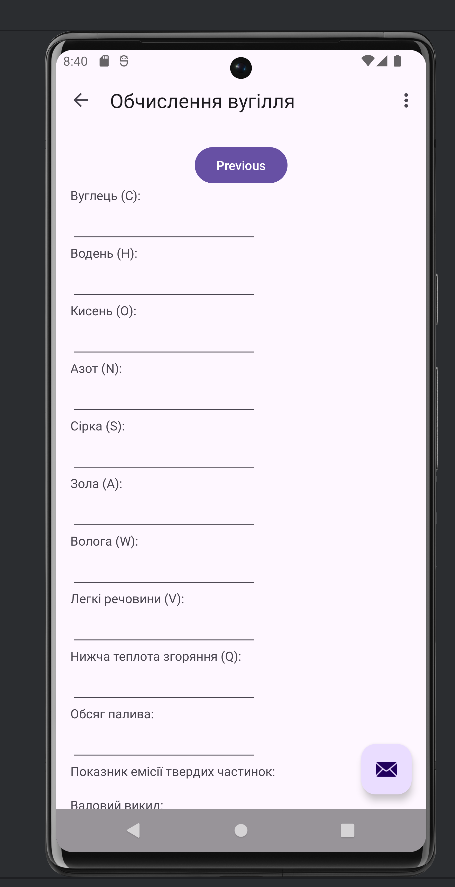 8:40
Обчислення вугілля
Previous
Вуглець (C):
Водень (H):
Кисень (O):
Азот (N):
Сірка (S):
Зола (A):
Волога (W):
Легкі речовини (V):
Нижча теплота згоряння (Q):
Обсяг палива:
Показник емісії твердих частинок:
Валовий викид: